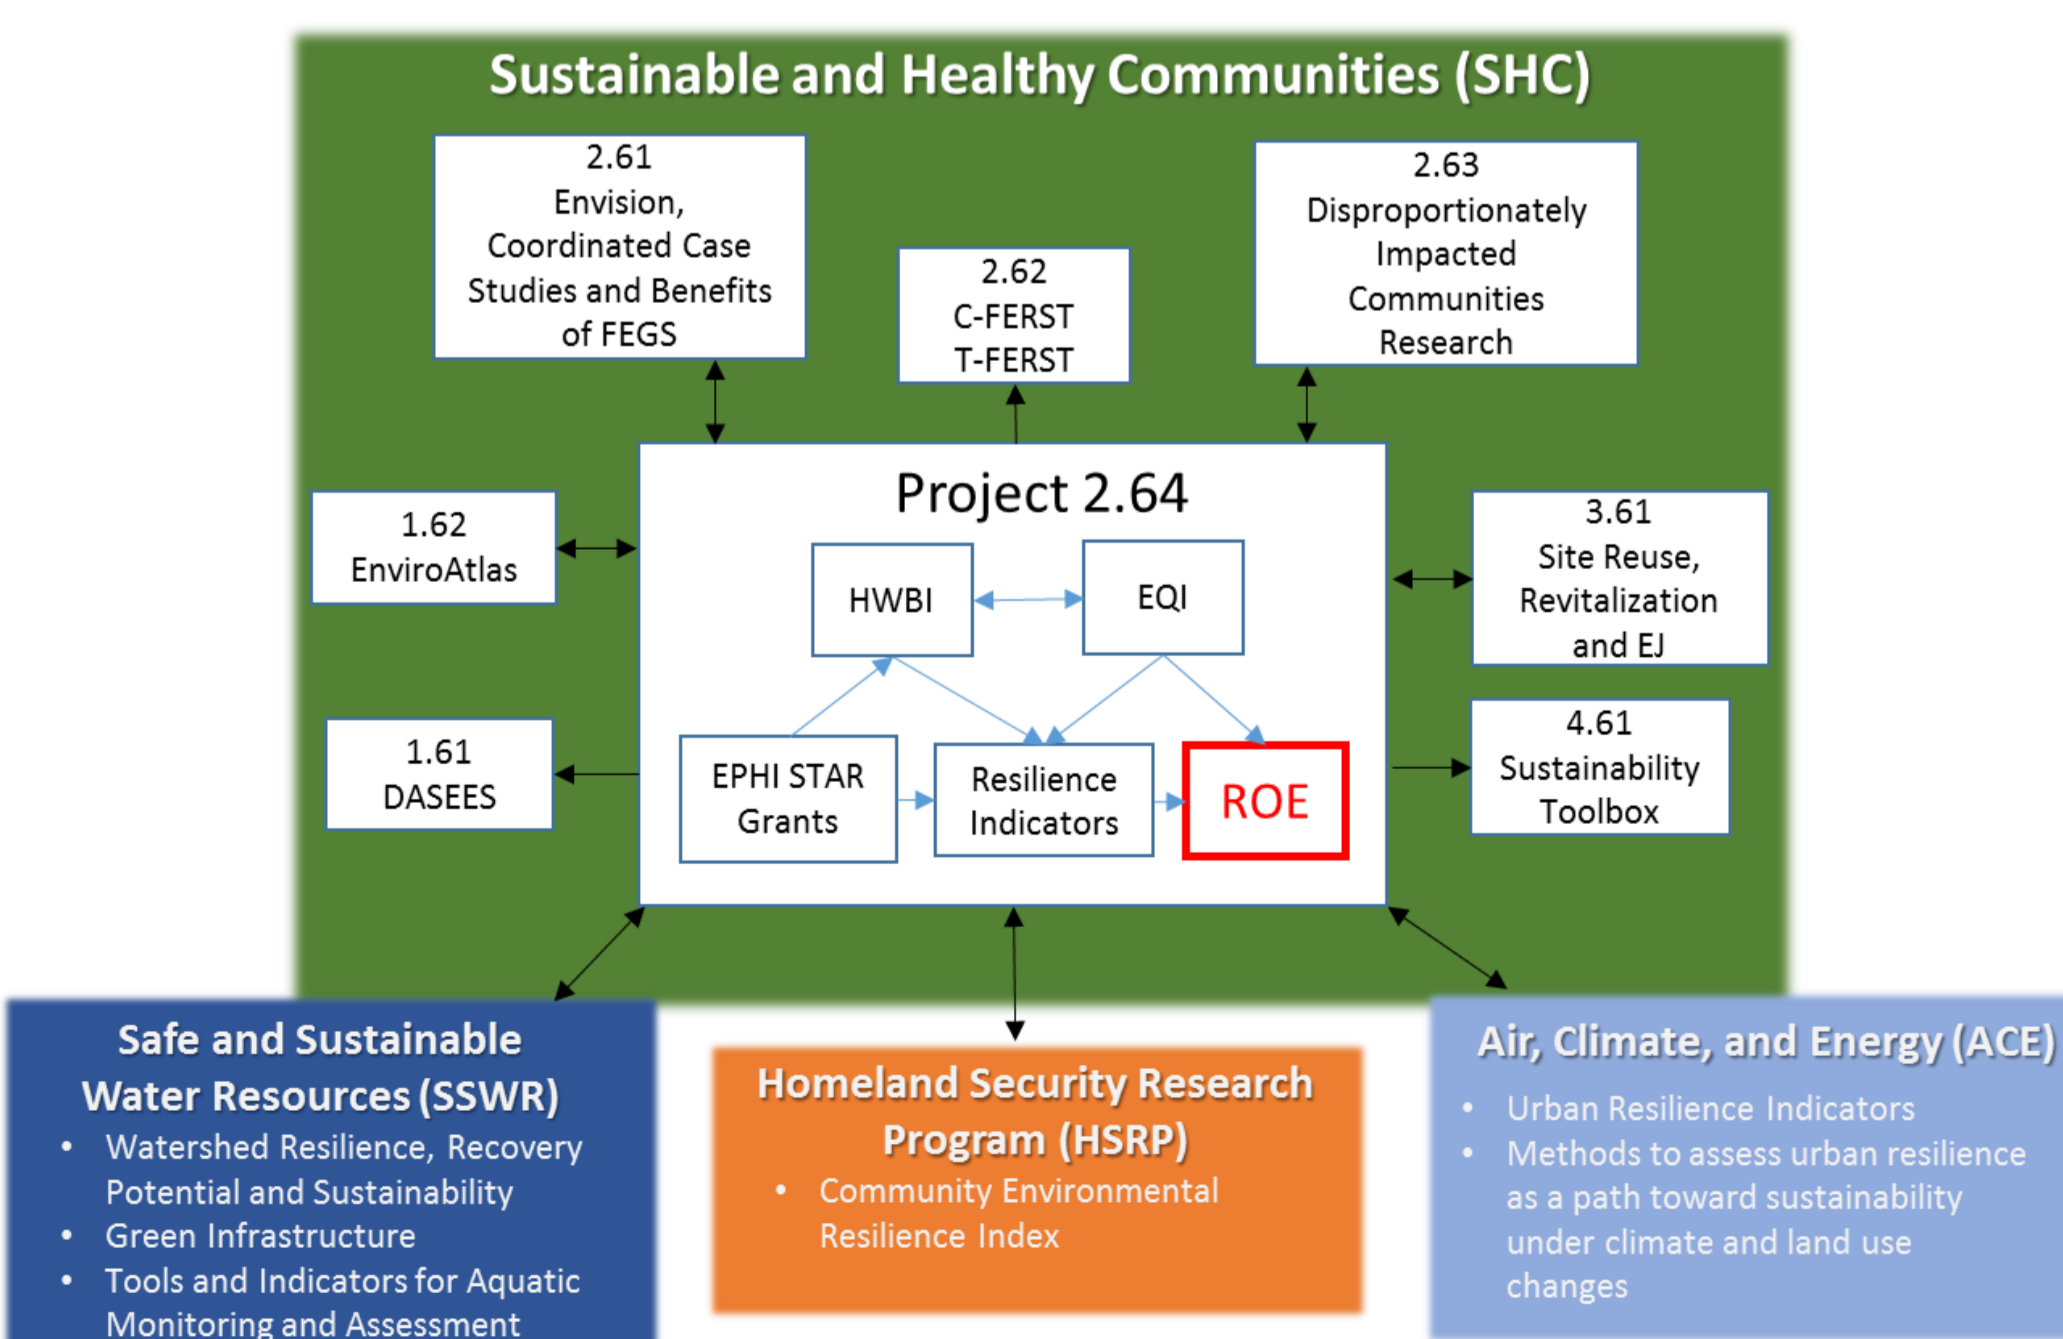 Sustainable and Healthy Communities (SHC)
2.61
Envision,
Coordinated Case
Studies and Benefits
of FEGS
2.62
C-FERST
T-FERST
2.63
Disproportionately
Impacted
Communities
Research
1.62
EnviroAtlas
Project 2.64
HWBI
EQI
3.61
Site Reuse,
Revitalization
and EJ
1.61
DASEES
EPHI STAR
Grants
Resilience
Indicators
ROE
4.61
Sustainability
Toolbox
Safe and Sustainable
Water Resources (SSWR)
• Watershed Resilience, Recovery
Potential and Sustainability
• Green Infrastructure
• Tools and Indicators for Aquatic
Monitoring and Assessment
Homeland Security Research
Program (HSRP)
• Community Environmental
Resilience Index
Air, Climate, and Energy (ACE)
• Urban Resilience Indicators
• Methods to assess urban resilience
as a path toward sustainability
under climate and land use
changes